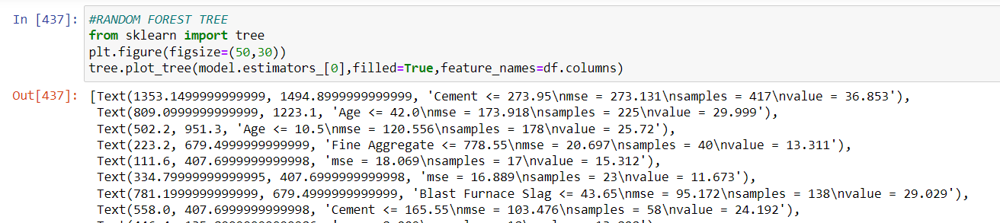 In [437]: #RANDOM FOREST TREE
from sklearn import tree
plt.figure(figsize=(50,30))
tree.plot_tree(model.estimators_[0],filled=True,feature_names=df.columns)
Out[437]: [Text(1353.1499999999999, 1494.8999999999999, 'Cement <= 273.95\nmse = 273.131\nsamples = 417\nvalue = 36.853'),
Text(809.0999999999999, 1223.1, 'Age <= 42.0\nmse = 173.918\nsamples = 225\nvalue = 29.999'),
Text(502.2, 951.3, 'Age <= 10.5\nmse = 120.556\nsamples = 178\nvalue = 25.72'),
Text(223.2, 679.4999999999999, 'Fine Aggregate <= 778.55\nmse = 20.697\nsamples = 40\nvalue = 13.311'),
Text(111.6, 407.6999999999998, 'mse = 18.069\nsamples = 17\nvalue = 15.312'),
Text(334.79999999999995, 407.6999999999998, 'mse = 16.889\nsamples = 23\nvalue = 11.673'),
Text(781.1999999999999, 679.4999999999999, 'Blast Furnace Slag <= 43.65\nmse = 95.172\nsamples = 138\nvalue = 29.029'),
Text(558.0, 407.6999999999998, 'Cement <= 165.55\nmse = 103.476\nsamples = 58\nvalue = 24.192'),